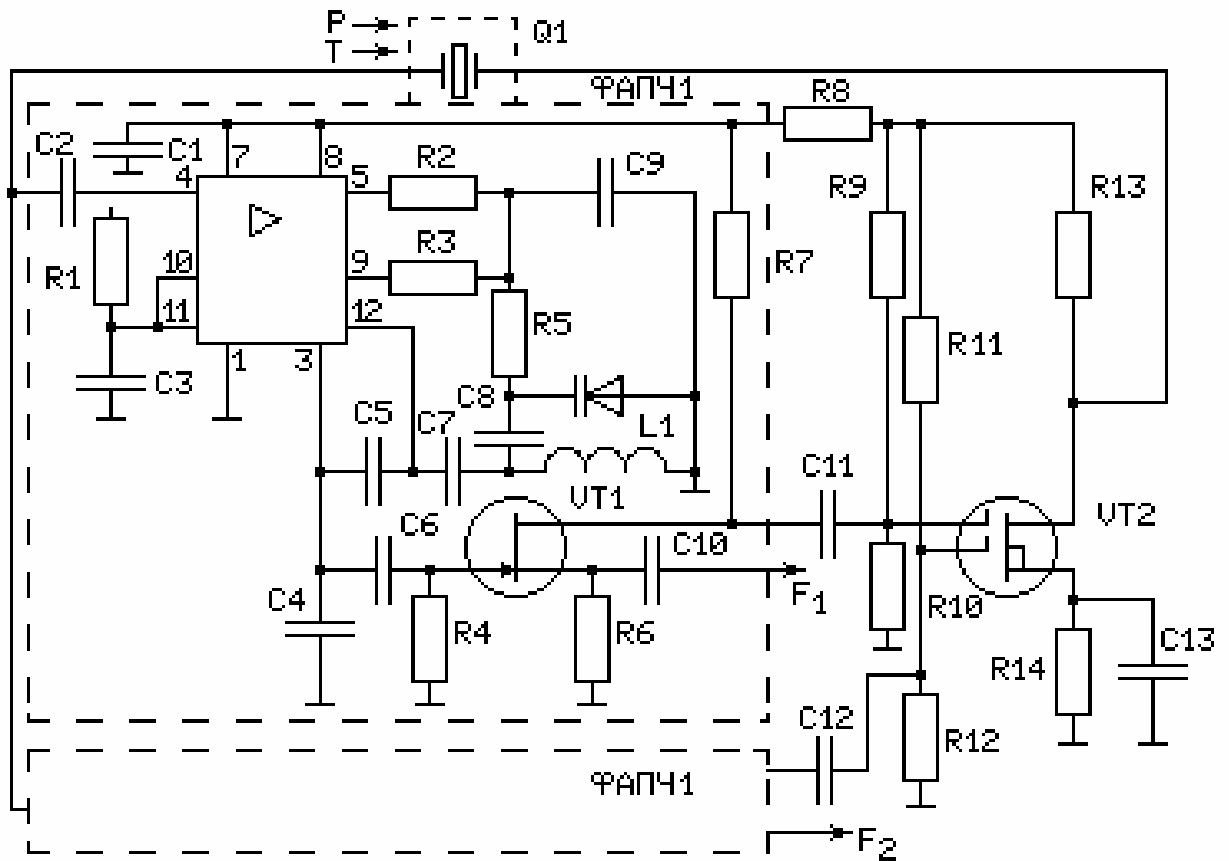 P
T
Q1
ФАПЧ1
R8
C2
C1
7
8
4
5
R2
C9
R9
R13
10
9
R3
R1
R7
11
12
R5
R11
1
3
C3
C8
C5
C7
L1
C11
VT1
VT2
C6
C10
F1
C4
R4
R6
R10
R14
C13
C12
R12
ФАПЧ1
F2